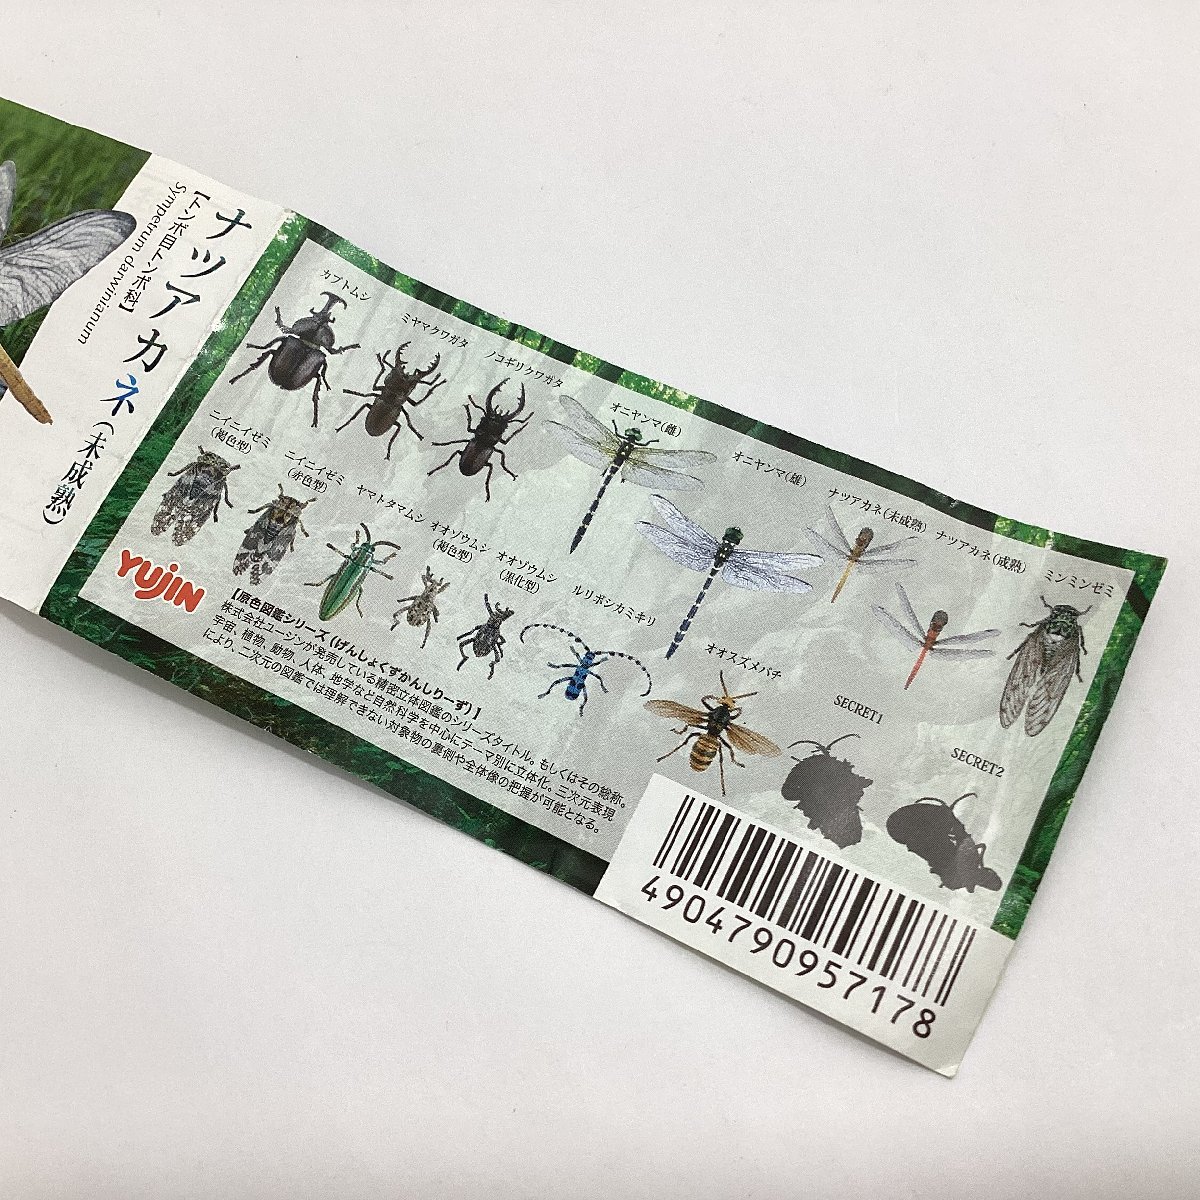 ナツアカネ(未成熟)
【トンボ目トンボ科】
Sympetrum darwinianum
カブトムシ
ミヤマクワガタ
ノコギリクワガタ
オニヤンマ(雌)
オニヤンマ(雄)
ナツアカネ(未成熟)
ナツアカネ(成熟)
ミンミンゼミ
ニイニイゼミ
(褐色型)
ニイニイゼミ
(赤色型)
ヤマトタマムシ
オオゾウムシ
(褐色型)
オオゾウムシ
(黒化型)
ルリボシカミキリ
オオスズメバチ
SECRET1
SECRET2
YUJIN
【原色図鑑シリーズ(げんしょくずかんしりーず)】
株式会社ユージンが発売している精密立体図鑑のシリーズタイトル。もしくはその総称。
宇宙、植物、動物、人体、地学など自然科学を中心にテーマ別に立体化。三次元表現
により、二次元の図鑑では理解できない対象物の裏側や全体像の把握が可能となる。
4904790957178